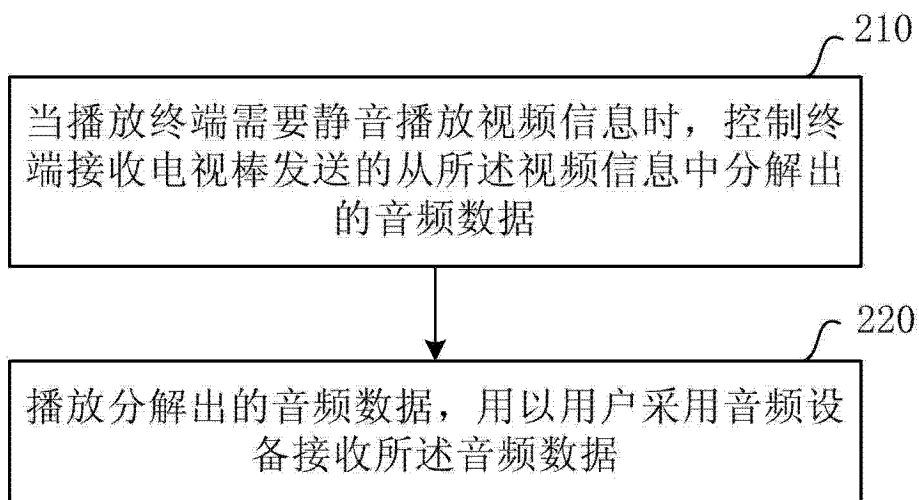 210
当播放终端需要静音播放视频信息时，控制终
端接收电视棒发送的从所述视频信息中分解出
的音频数据
220
播放分解出的音频数据，用以用户采用音频设
备接收所述音频数据